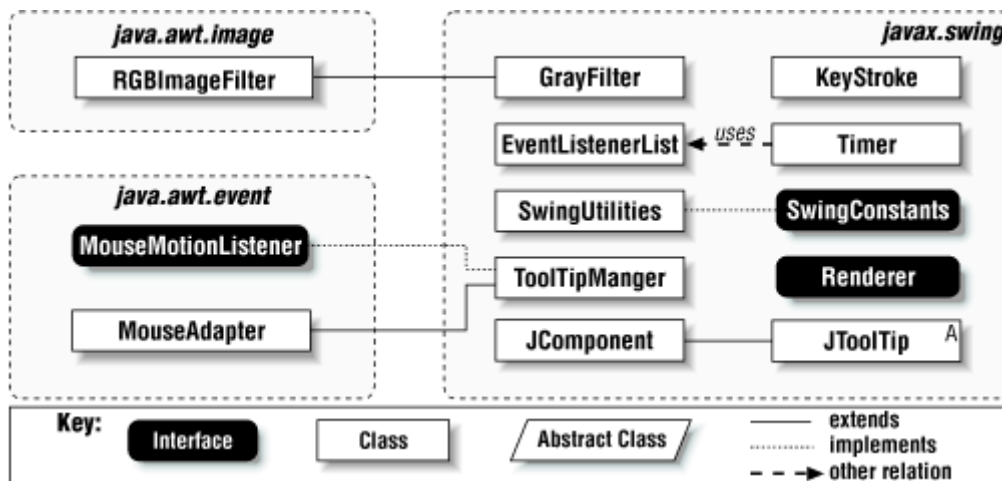 java.awt.image
RGBImageFilter
java.awt.event
MouseMotionListener
MouseAdapter
javax.swing
GrayFilter
KeyStroke
EventListenerList
uses
Timer
SwingUtilities
SwingConstants
ToolTipManger
Renderer
JComponent
JToolTip
A
Key:
Interface
Class
Abstract Class
extends
implements
other relation